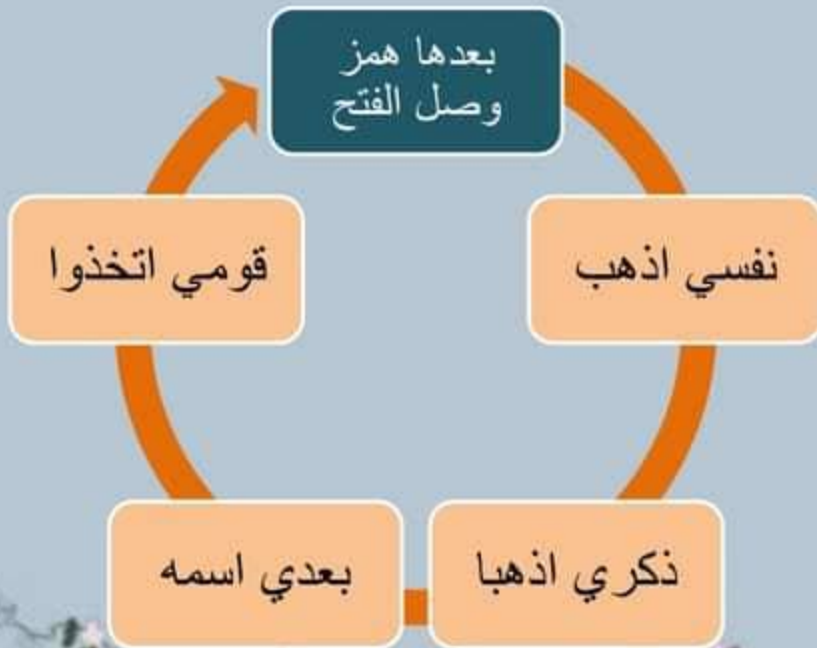 بعدها همز
وصل الفتح
نفسي اذهب
ذكري اذهبا
بعدي اسمه
قومي اتخذوا